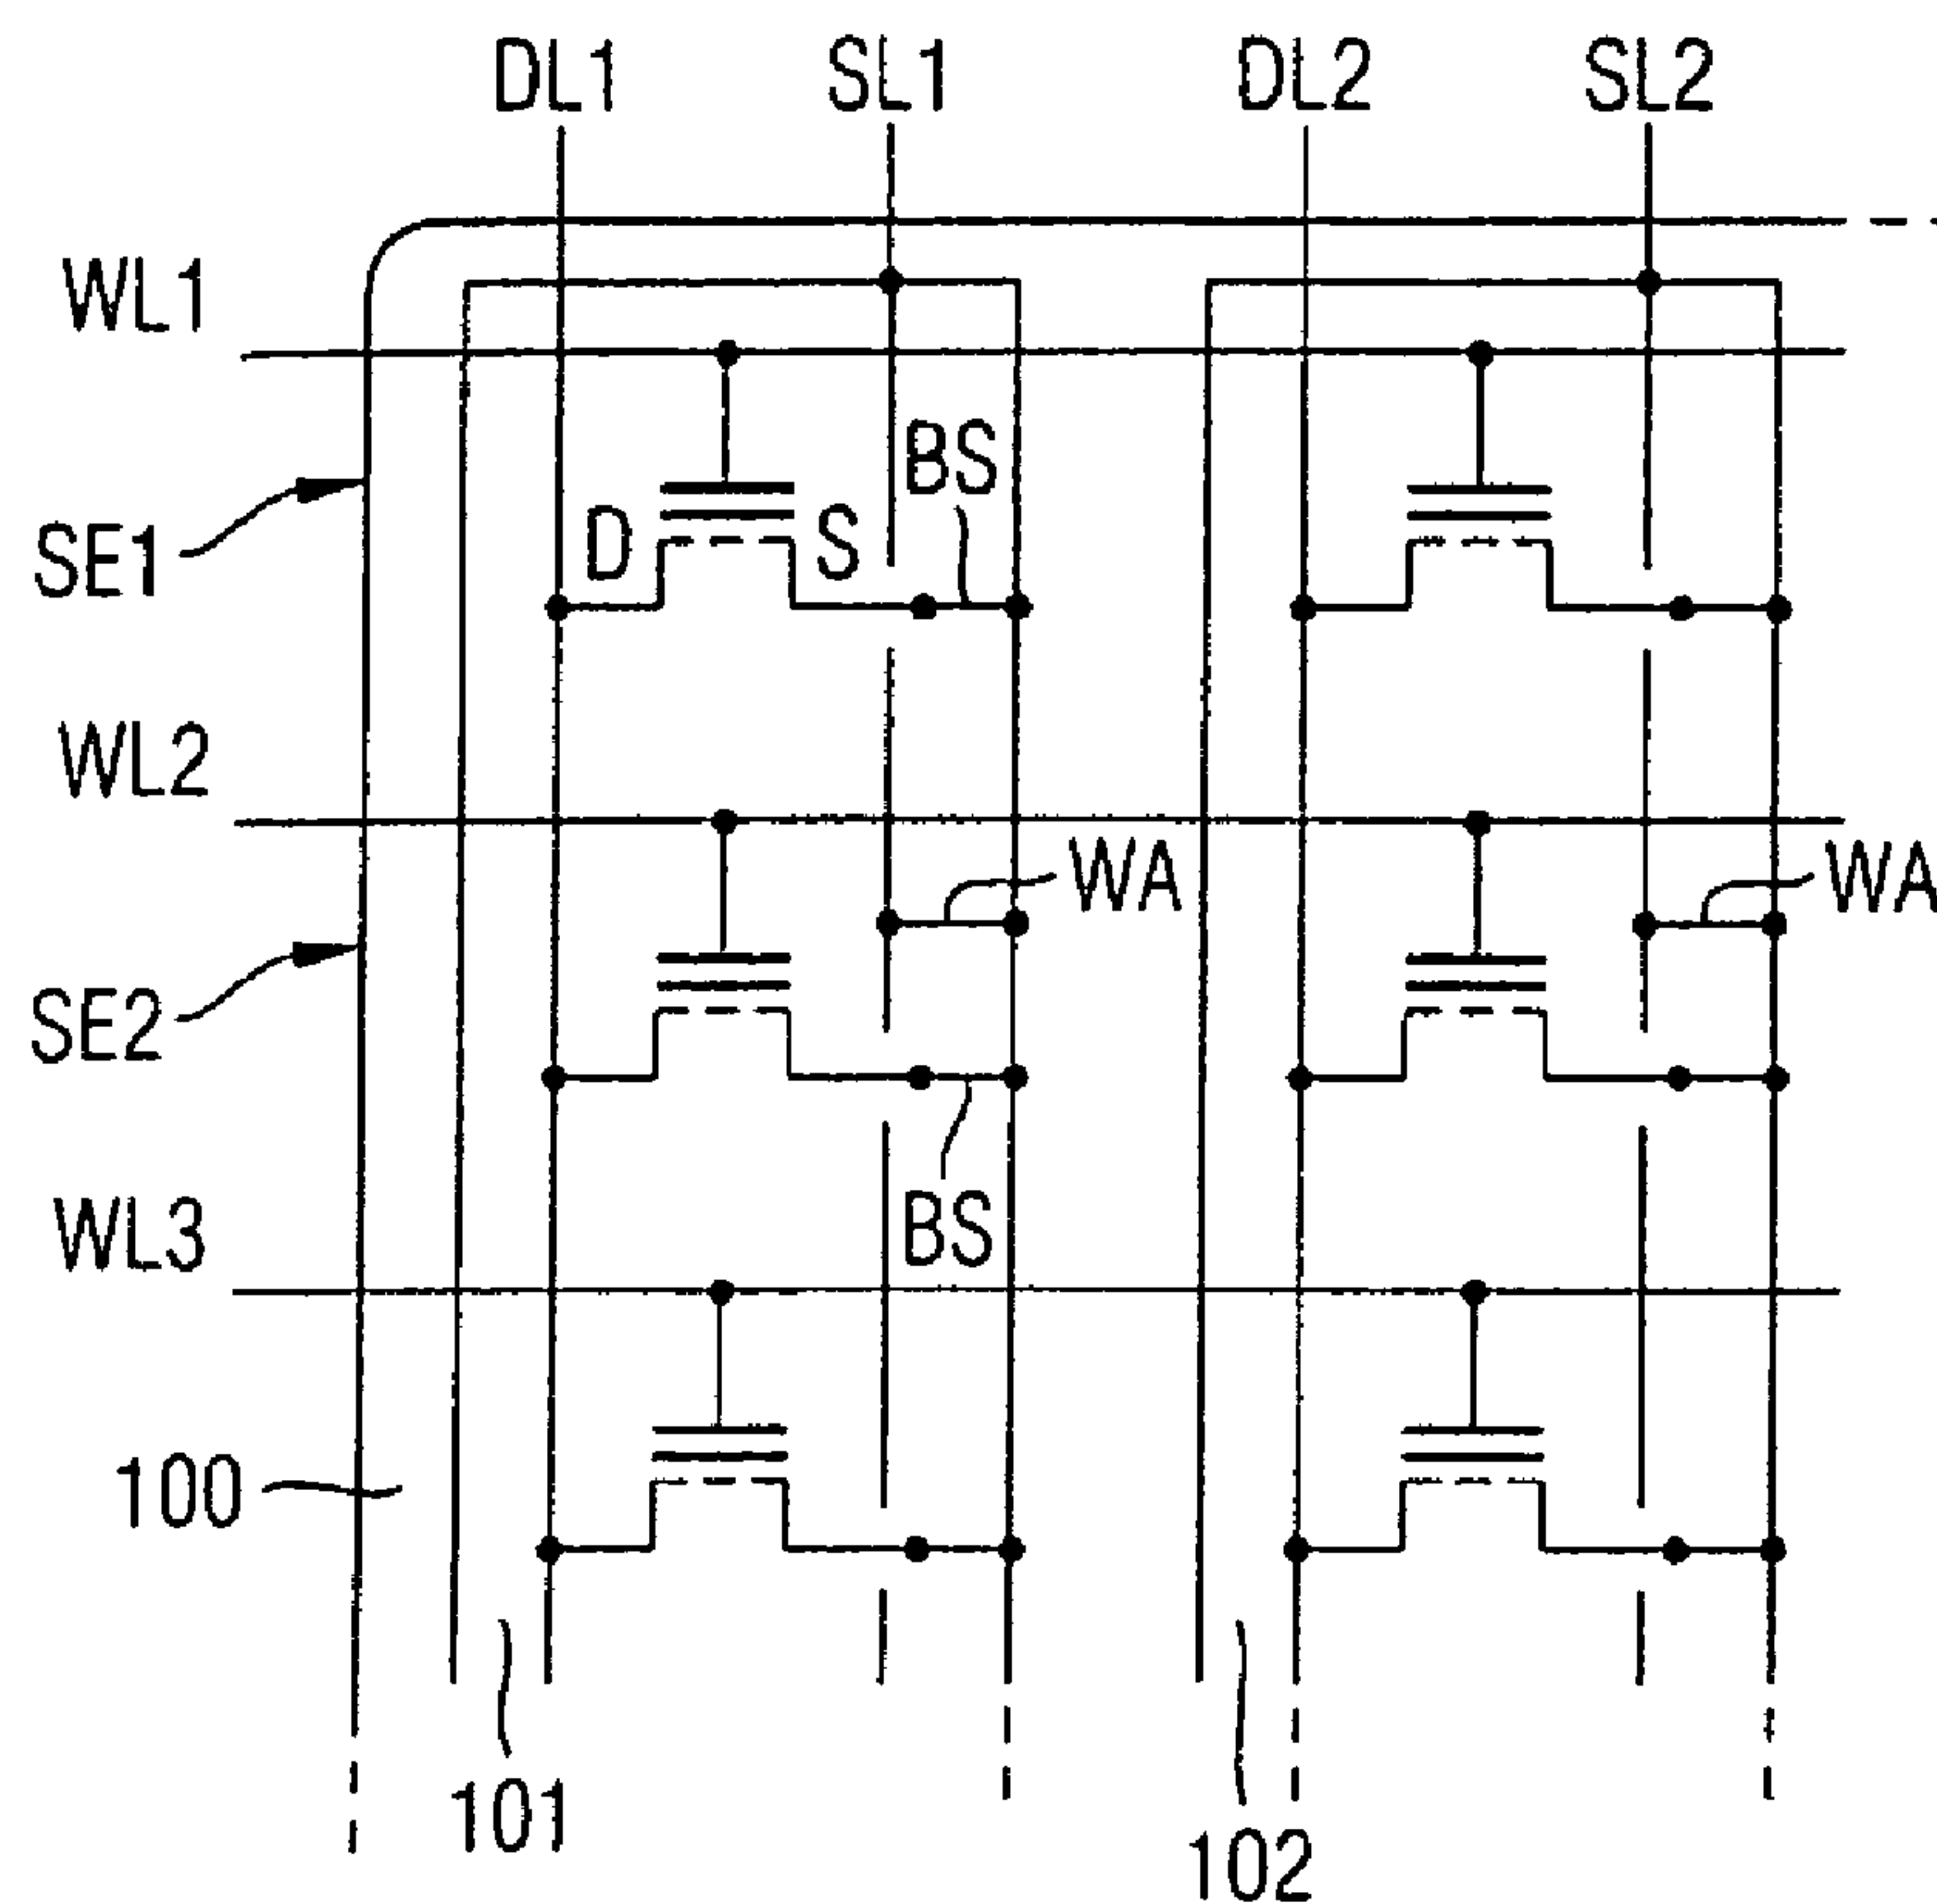 DL1 SL1 DL2 SL2
WL1
BS
D S
SE1
WL2
WA WA
SE2
WL3
BS
100
101
102